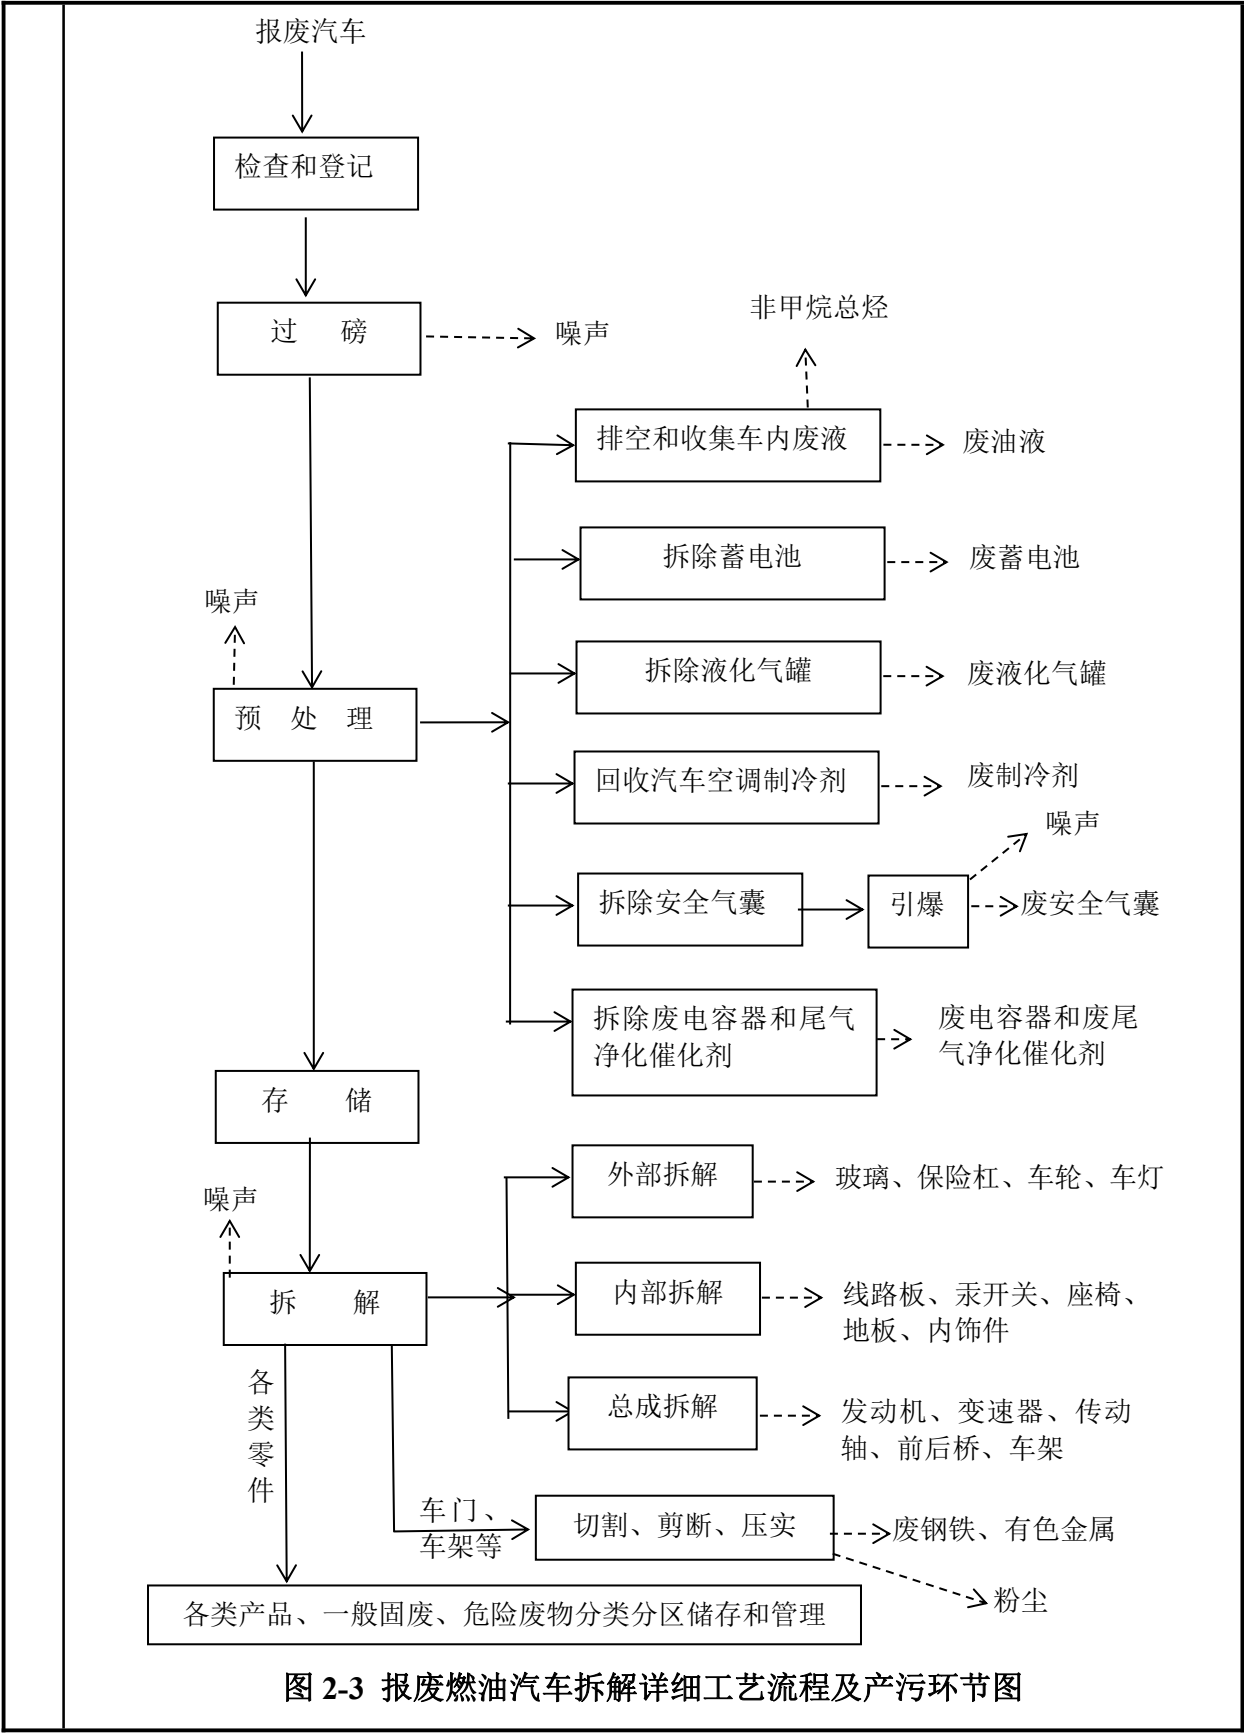 报废汽车
检查和登记
过 磅
噪声
非甲烷总烃
排空和收集车内废液
废油液
拆除蓄电池
废蓄电池
噪声
拆除液化气罐
废液化气罐
预 处 理
回收汽车空调制冷剂
废制冷剂
噪声
拆除安全气囊
引爆
废安全气囊
拆除废电容器和尾气
净化催化剂
废电容器和废尾
气净化催化剂
存 储
外部拆解
玻璃、保险杠、车轮、车灯
噪声
拆 解
内部拆解
线路板、汞开关、座椅、
地板、内饰件
各
类
零
件
总成拆解
发动机、变速器、传动
轴、前后桥、车架
车门、
车架等
切割、剪断、压实
废钢铁、有色金属
粉尘
各类产品、一般固废、危险废物分类分区储存和管理
图 2-3 报废燃油汽车拆解详细工艺流程及产污环节图